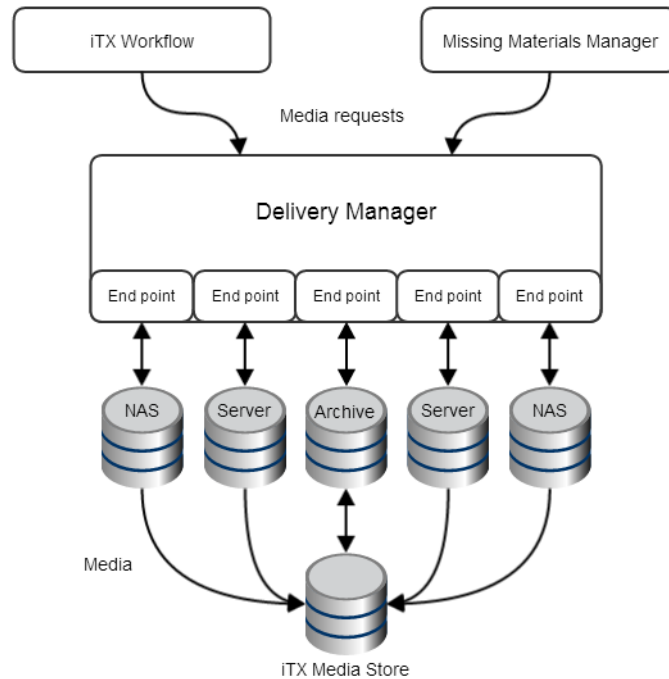 iTX Workflow
Missing Materials Manager
Media requests
Delivery Manager
End point
End point
End point
End point
End point
NAS
Server
Archive
Server
NAS
Media
iTX Media Store